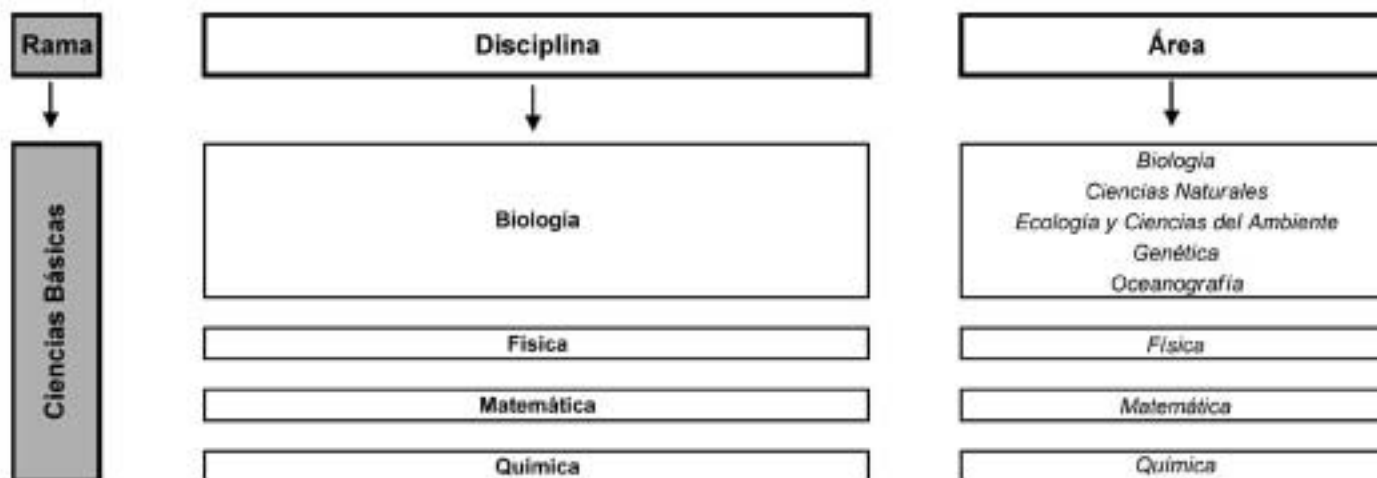 Rama
Disciplina
Área
Ciencias Básicas
Biología
Biología
Ciencias Naturales
Ecología y Ciencias del Ambiente
Genética
Oceanografía
Física
Física
Matemática
Matemática
Química
Química